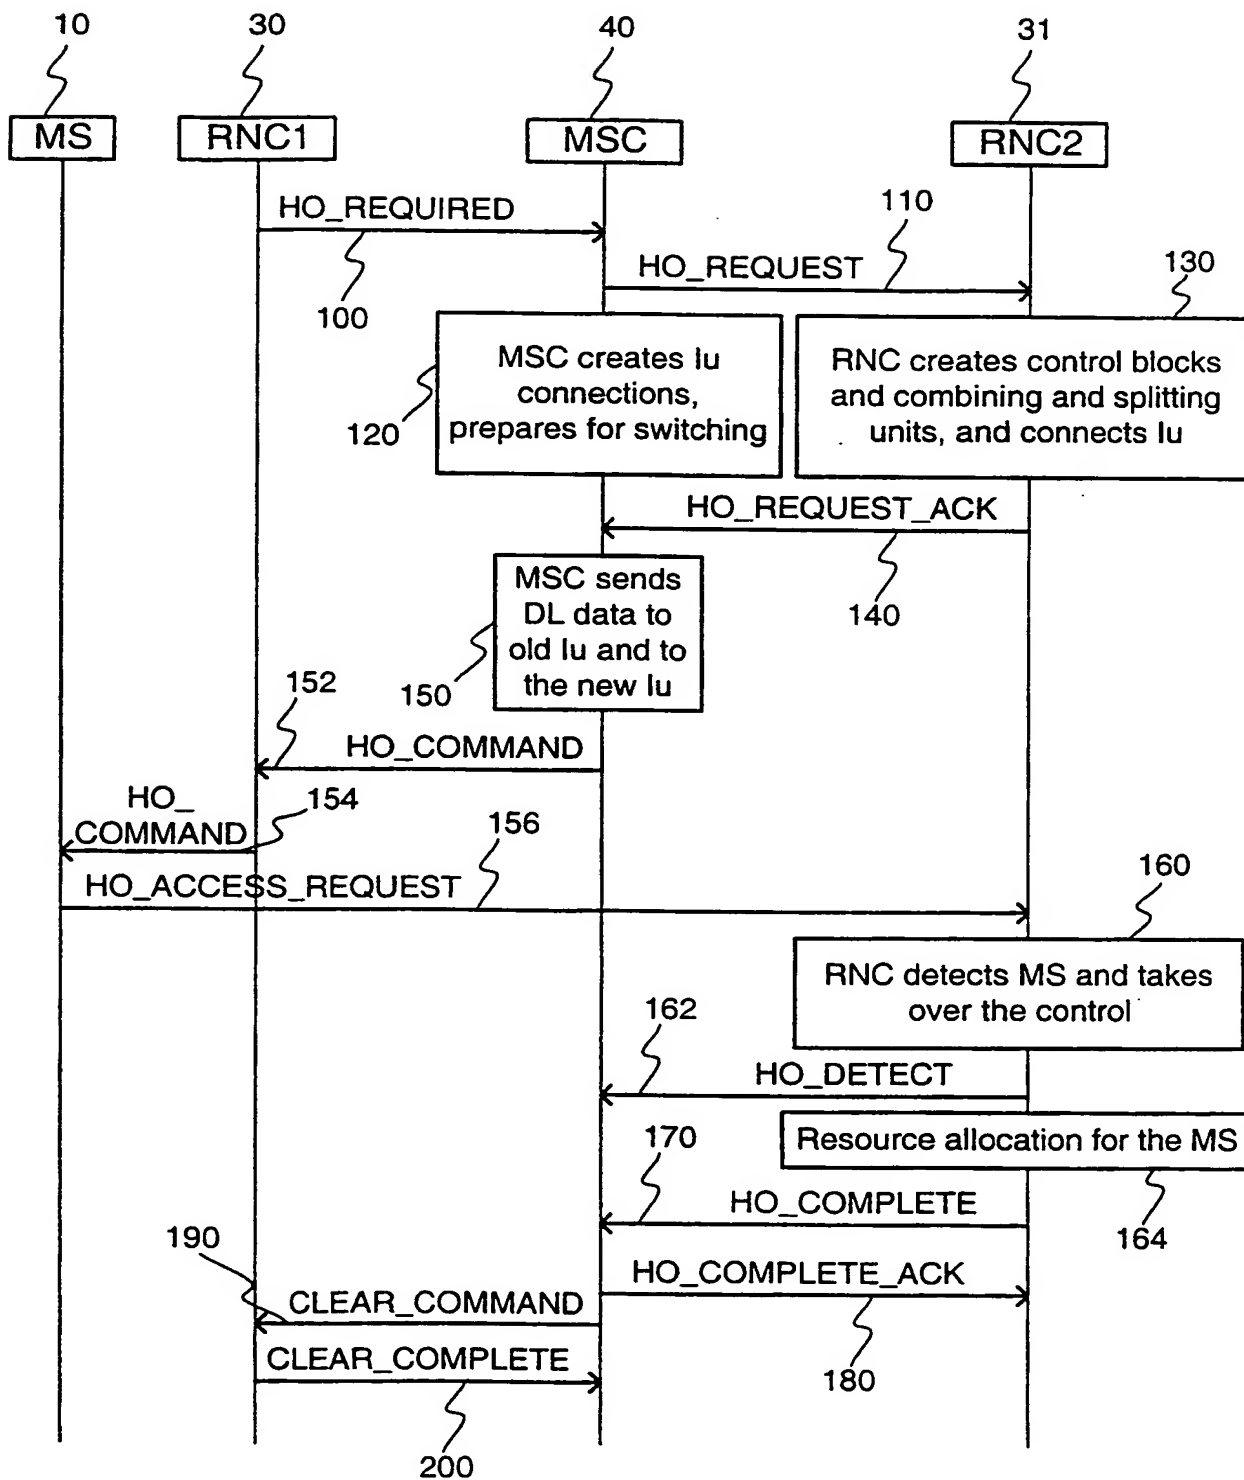 10
30
40
31
MS
RNC1
MSC
RNC2
HO_REQUIRED
110
HO_REQUEST
130
100
MSC creates Iu
connections,
prepares for switching
RNC creates control blocks
and combining and splitting
units, and connects Iu
120
HO_REQUEST_ACK
MSC sends
DL data to
old Iu and to
the new Iu
140
150
152
HO_COMMAND
HO_
COMMAND
154
156
HO_ACCESS_REQUEST
160
RNC detects MS and takes
over the control
162
HO_DETECT
Resource allocation for the MS
170
HO_COMPLETE
164
190
HO_COMPLETE_ACK
CLEAR_COMMAND
CLEAR_COMPLETE
180
200